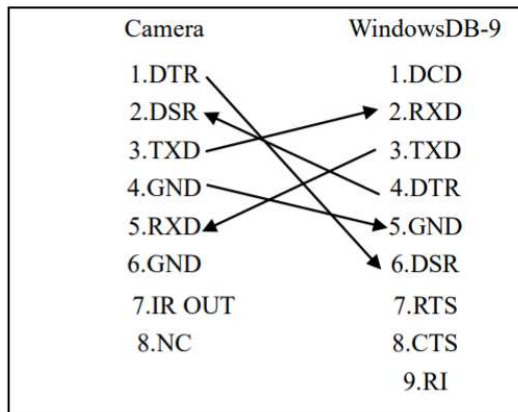 Camera WindowsDB-9
1.DTR 1.DCD
2.DSR 2.RXD
3.TXD 3.TXD
4.GND 4.DTR
5.RXD 5.GND
6.GND 6.DSR
7.IR OUT 7.RTS
8.NC 8.CTS
9.RI